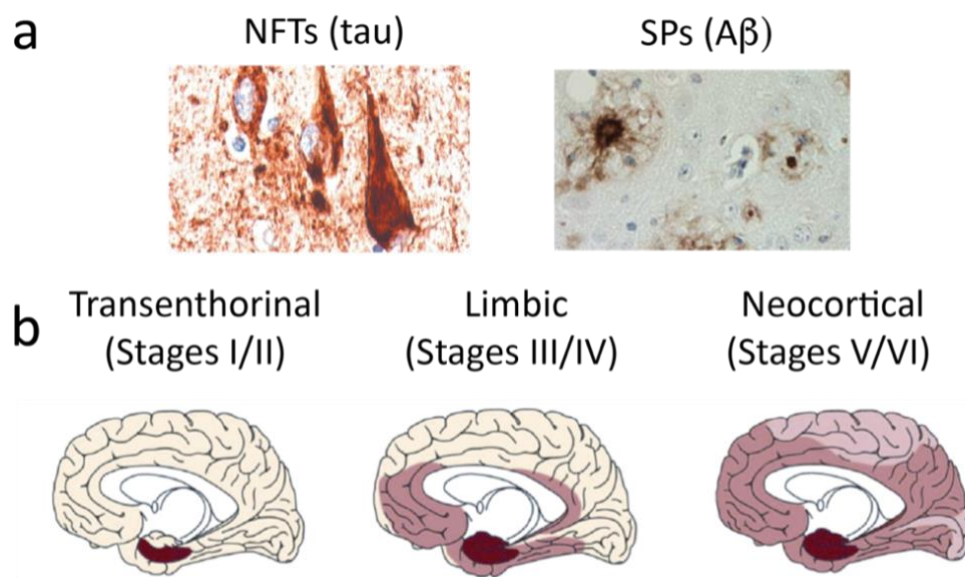 a
NFTs (tau)
SPs (Aβ)
b
Transenthorinal
(Stages I/II)
Limbic
(Stages III/IV)
Neocortical
(Stages V/VI)